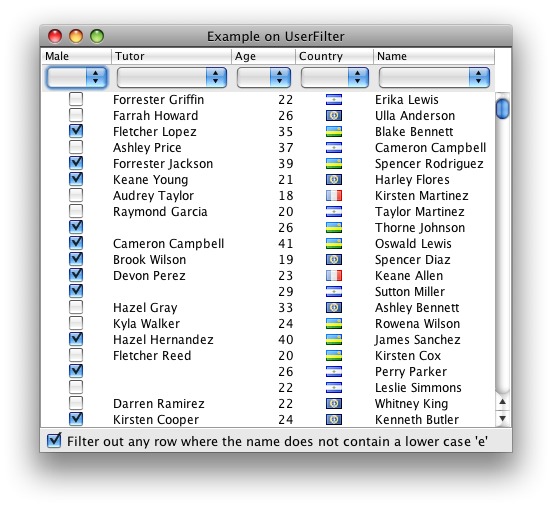 Example on UserFilter
Male Tutor Age Country Name
Forrester Griffin 22 Erika Lewis
Farrah Howard 26 Ulla Anderson
Fletcher Lopez 35 Blake Bennett
Ashley Price 37 Cameron Campbell
Forrester Jackson 39 Spencer Rodriguez
Keane Young 21 Harley Flores
Audrey Taylor 18 Kirsten Martinez
Raymond Garcia 20 Taylor Martinez
26 Thorne Johnson
Cameron Campbell 41 Oswald Lewis
Brook Wilson 19 Spencer Diaz
Devon Perez 23 Keane Allen
29 Sutton Miller
Hazel Gray 33 Ashley Bennett
Kyla Walker 24 Rowena Wilson
Hazel Hernandez 40 James Sanchez
Fletcher Reed 20 Kirsten Cox
26 Perry Parker
22 Leslie Simmons
Darren Ramirez 22 Whitney King
Kirsten Cooper 24 Kenneth Butler
Filter out any row where the name does not contain a lower case 'e'